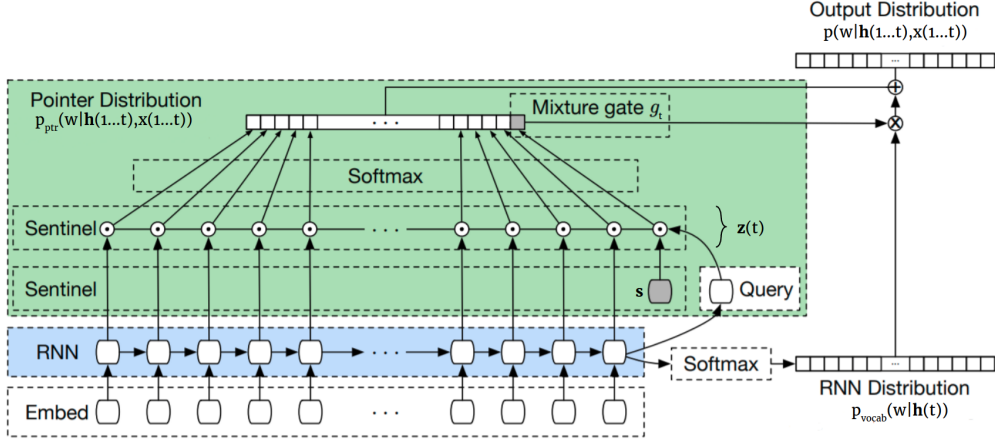 Output Distribution
p(w|h(1...t),x(1...t))
...
Pointer Distribution
p_ptr(w|h(1...t),x(1...t))
Mixture gate g_t
. . .
Softmax
Sentinel
. . .
z(t)
Sentinel
s
Query
RNN
. . .
Softmax
...
RNN Distribution
p_vocab(w|h(t))
Embed
. . .